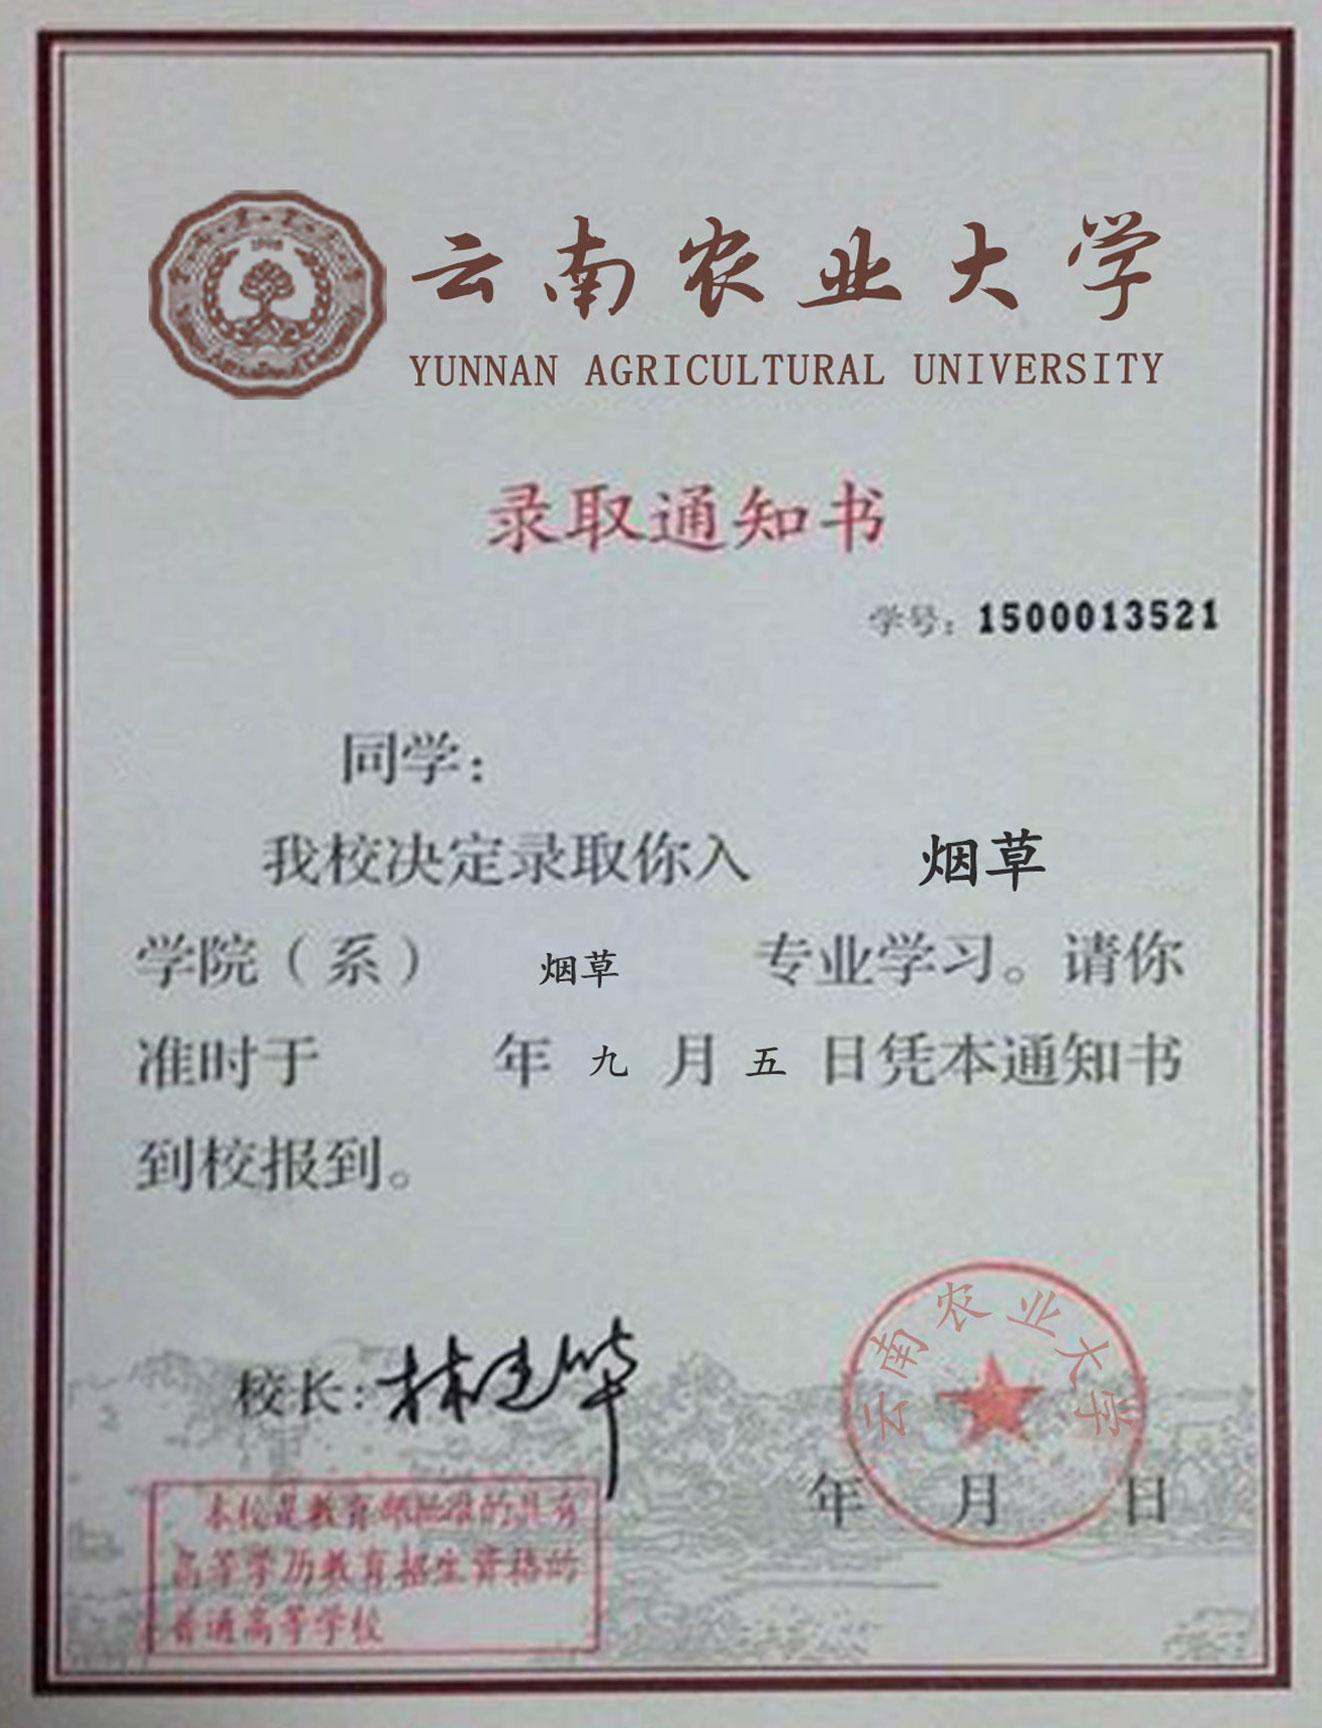 云南农业大学
YUNNAN AGRICULTURAL UNIVERSITY
1948
录取通知书
学号：1500013521
同学：
我校决定录取你入 烟草
学院（系） 烟草 专业学习。请你
准时于 年 九 月 五 日凭本通知书
到校报到。
云南农业大学
校长：林建华
年 月 日
本校是教育部批准的具有
高等学历教育招生资格的
普通高等学校